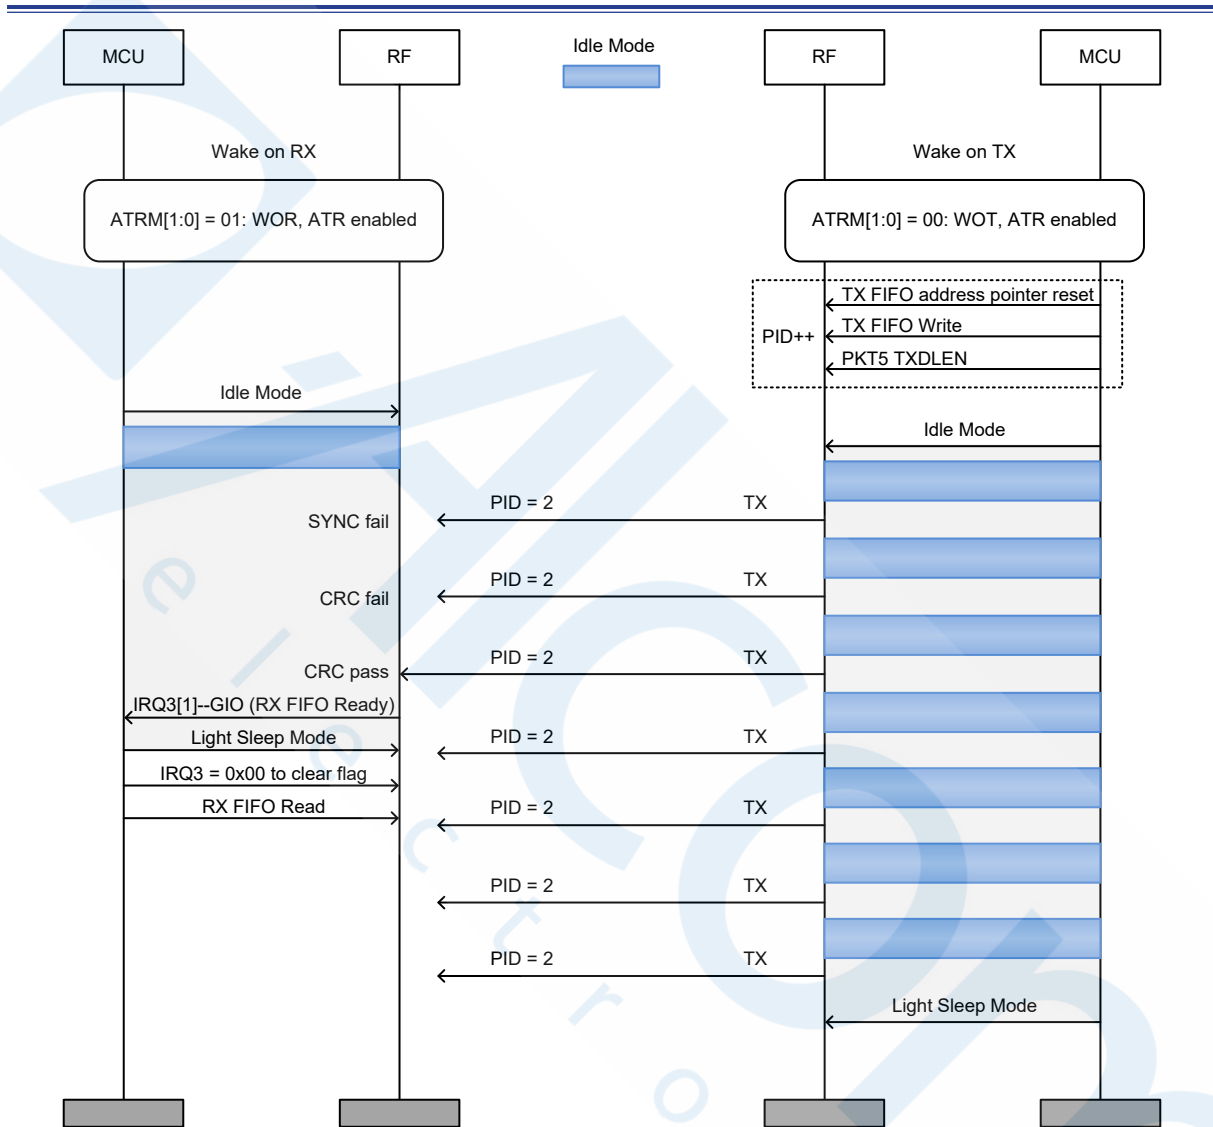 MCU
RF
Idle Mode
RF
MCU
Wake on RX
Wake on TX
ATRM[1:0] = 01: WOR, ATR enabled
ATRM[1:0] = 00: WOT, ATR enabled
TX FIFO address pointer reset
PID++
TX FIFO Write
PKT5 TXDLEN
Idle Mode
Idle Mode
PID = 2
TX
SYNC fail
PID = 2
TX
CRC fail
PID = 2
TX
CRC pass
IRQ3[1]--GIO (RX FIFO Ready)
Light Sleep Mode
PID = 2
TX
IRQ3 = 0x00 to clear flag
RX FIFO Read
PID = 2
TX
PID = 2
TX
PID = 2
TX
Light Sleep Mode